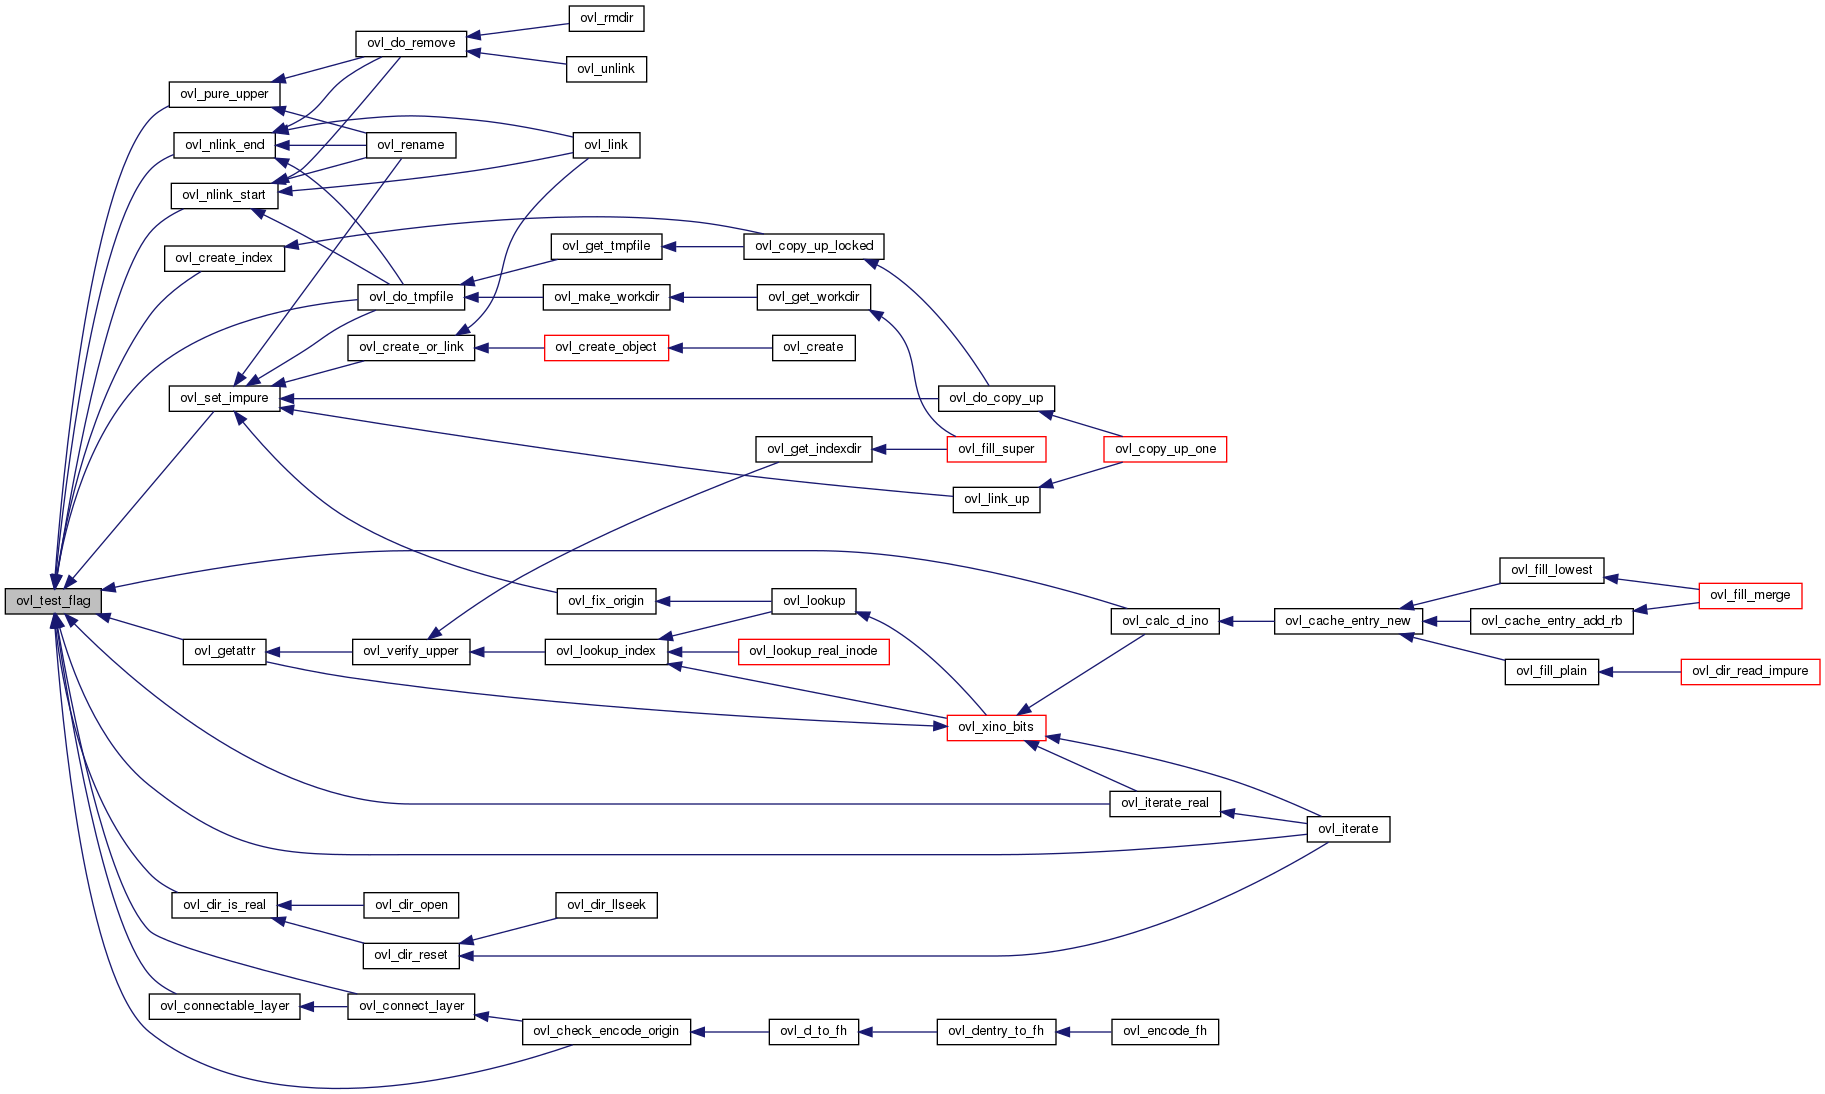 ovl_rmdir
ovl_do_remove
ovl_unlink
ovl_pure_upper
ovl_nlink_end
ovl_rename
ovl_link
ovl_nlink_start
ovl_create_index
ovl_get_tmpfile
ovl_copy_up_locked
ovl_do_tmpfile
ovl_make_workdir
ovl_get_workdir
ovl_create_or_link
ovl_create_object
ovl_create
ovl_set_impure
ovl_do_copy_up
ovl_get_indexdir
ovl_fill_super
ovl_copy_up_one
ovl_link_up
ovl_fill_lowest
ovl_test_flag
ovl_fix_origin
ovl_lookup
ovl_fill_merge
ovl_calc_d_ino
ovl_cache_entry_new
ovl_cache_entry_add_rb
ovl_getattr
ovl_verify_upper
ovl_lookup_index
ovl_lookup_real_inode
ovl_fill_plain
ovl_dir_read_impure
ovl_xino_bits
ovl_iterate_real
ovl_iterate
ovl_dir_is_real
ovl_dir_open
ovl_dir_llseek
ovl_dir_reset
ovl_connectable_layer
ovl_connect_layer
ovl_check_encode_origin
ovl_d_to_fh
ovl_dentry_to_fh
ovl_encode_fh